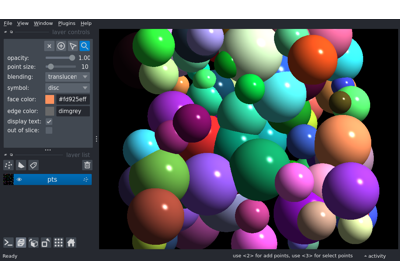 File View Window Plugins Help
layer controls
opacity: 1.00
point size: 10
blending: translucen
symbol: disc
face color: #fd925eff
edge color: dimgrey
display text:
out of slice:
layer list
pts
Ready
use <2> for add points, use <3> for select points
activity